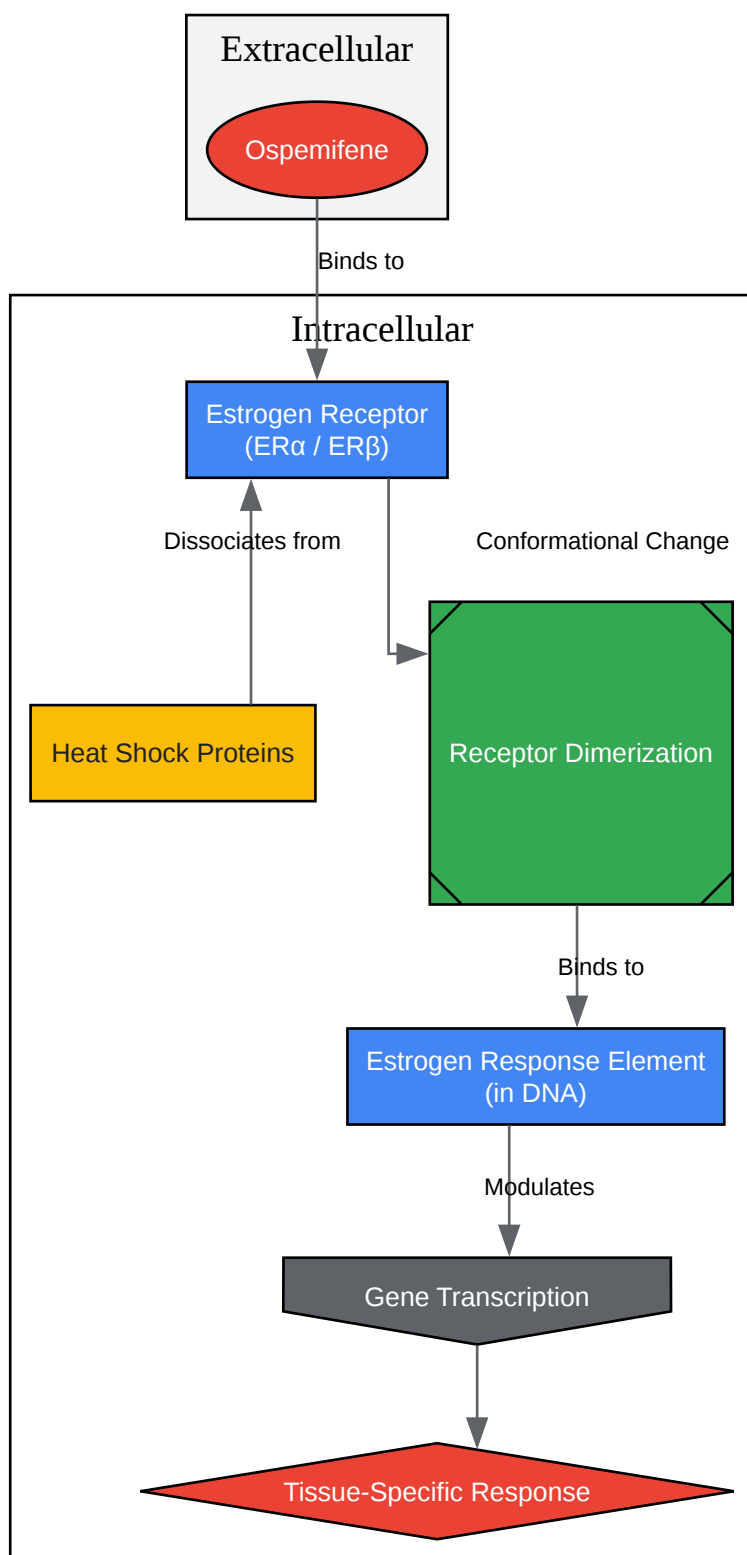 Extracellular
Ospemifene
Binds to
Intracellular
Estrogen Receptor
(ERα / ERβ)
Dissociates from
Conformational Change
Heat Shock Proteins
Receptor Dimerization
Binds to
Estrogen Response Element
(in DNA)
Modulates
Gene Transcription
Tissue-Specific Response